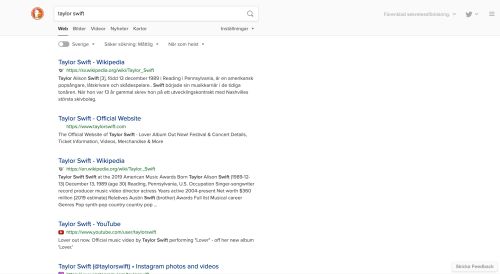 taylor swift
Förenklad sekretessförklaring.
Web Bilder Videor Nyheter Kartor Inställningar
Sverige Säker sökning: Måttlig När som helst
Taylor Swift - Wikipedia
https://sv.wikipedia.org/wiki/Taylor_Swift
Taylor Alison Swift [3], född 13 december 1989 i Reading i Pennsylvania, är en amerikansk
popsångare, låtskrivare och skådespelare.. Swift började sin musikkarriär i de tidiga
tonåren. När hon var 13 år gammal skrev hon på ett utvecklingskontrakt med Nashvilles
största skivbolag.
Taylor Swift - Official Website
https://www.taylorswift.com
The Official Website of Taylor Swift - Lover Album Out Now! Festival & Concert Details,
Ticket Information, Videos, Merchandise & More
Taylor Swift - Wikipedia
https://en.wikipedia.org/wiki/Taylor_Swift
Taylor Swift Swift at the 2019 American Music Awards Born Taylor Alison Swift (1989-12-
13) December 13, 1989 (age 30) Reading, Pennsylvania, U.S. Occupation Singer-songwriter
record producer music video director actress Years active 2004-present Net worth $360
million (2019 estimate) Relatives Austin Swift (brother) Awards Full list Musical career
Genres Pop synth-pop country country pop ...
Taylor Swift - YouTube
https://www.youtube.com/user/taylorswift
Lover out now. Official music video by Taylor Swift performing "Lover" - off her new album
'Lover.'
Taylor Swift (@taylorswift) • Instagram photos and videos
Skicka Feedback